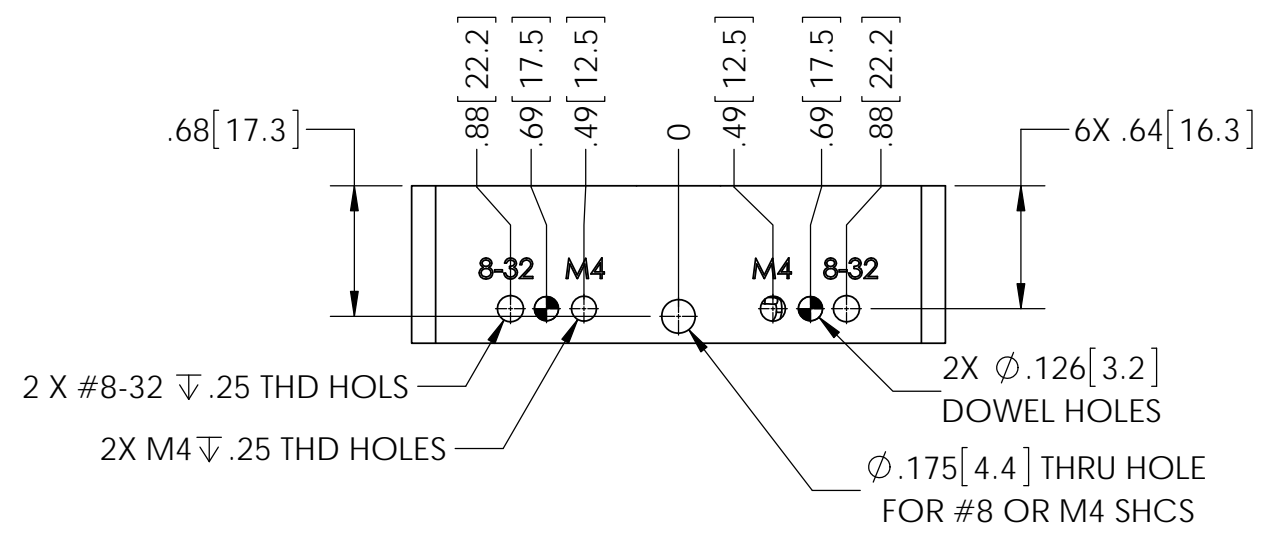 .88[22.2]
.69[17.5]
.49[12.5]
0
.49[12.5]
.69[17.5]
.88[22.2]
.68[17.3]
6X .64[16.3]
8-32 M4 M4 8-32
2 X #8-32 ↧ .25 THD HOLS
2X M4 ↧ .25 THD HOLES
2X ∅.126[3.2]
DOWEL HOLES
∅.175[4.4] THRU HOLE
FOR #8 OR M4 SHCS